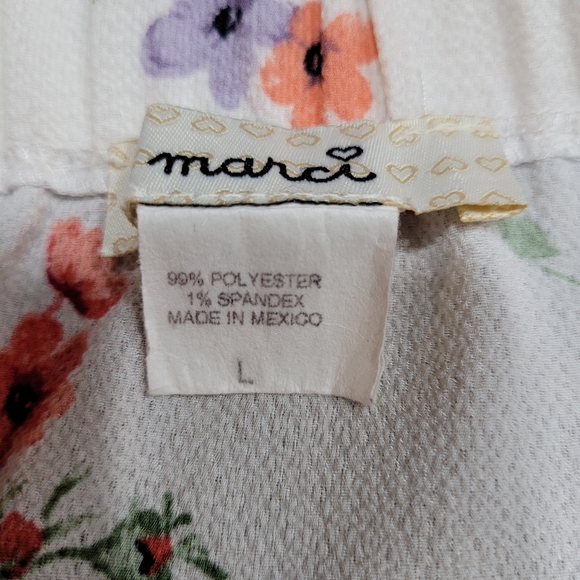 marci
99% POLYESTER
1% SPANDEX
MADE IN MEXICO
L